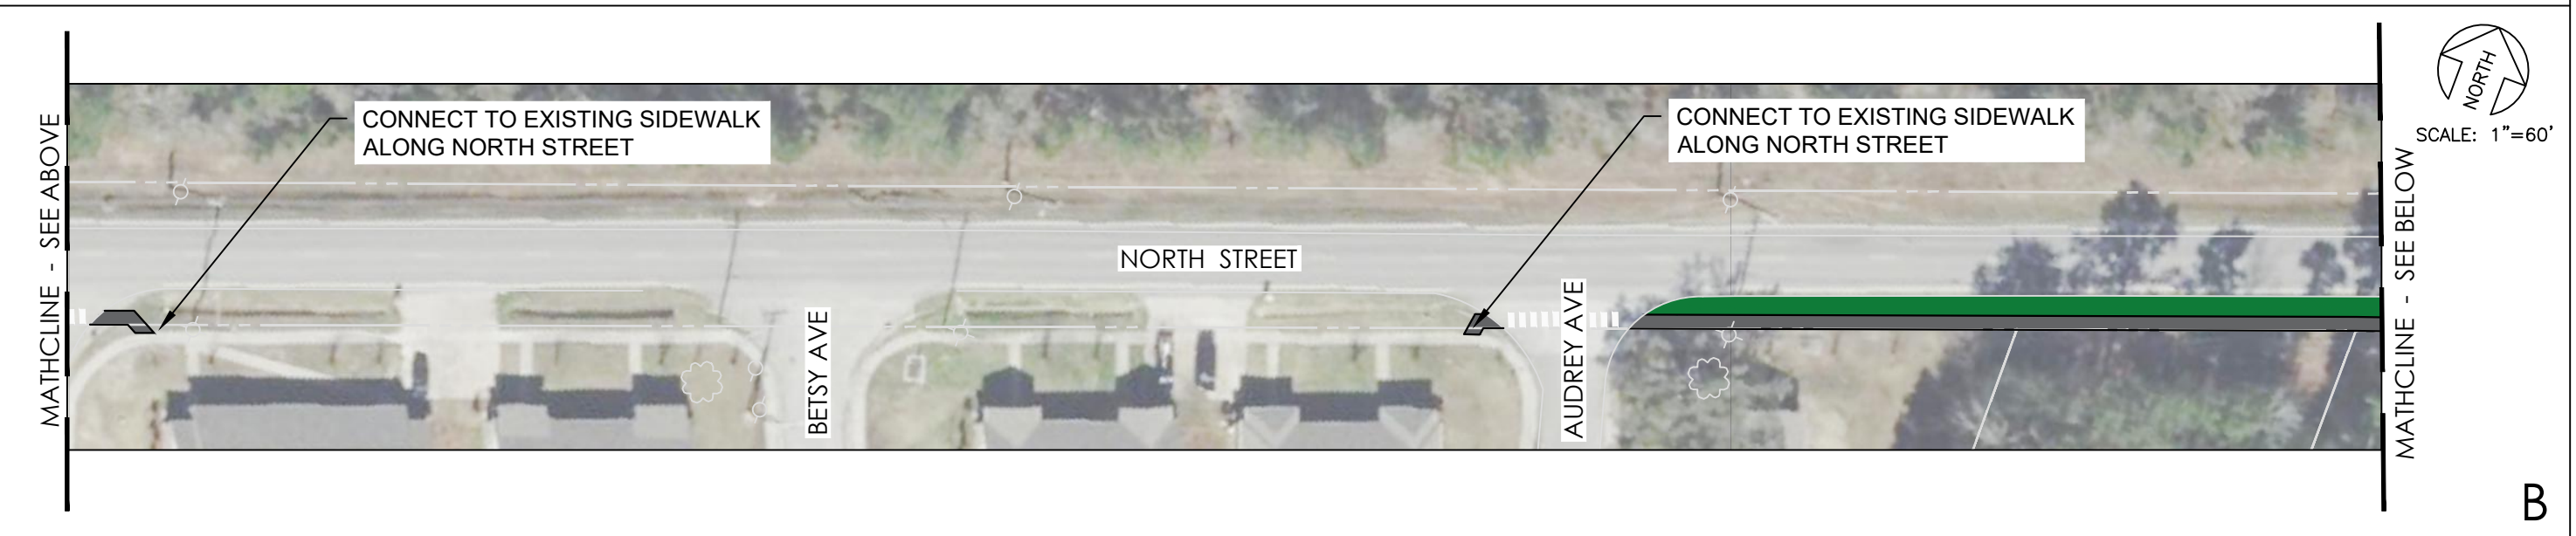 MATHCLINE - SEE ABOVE
CONNECT TO EXISTING SIDEWALK
ALONG NORTH STREET
CONNECT TO EXISTING SIDEWALK
ALONG NORTH STREET
NORTH STREET
BETSY AVE
AUDREY AVE
MATHCLINE - SEE BELOW
NORTH
SCALE: 1"=60'
B